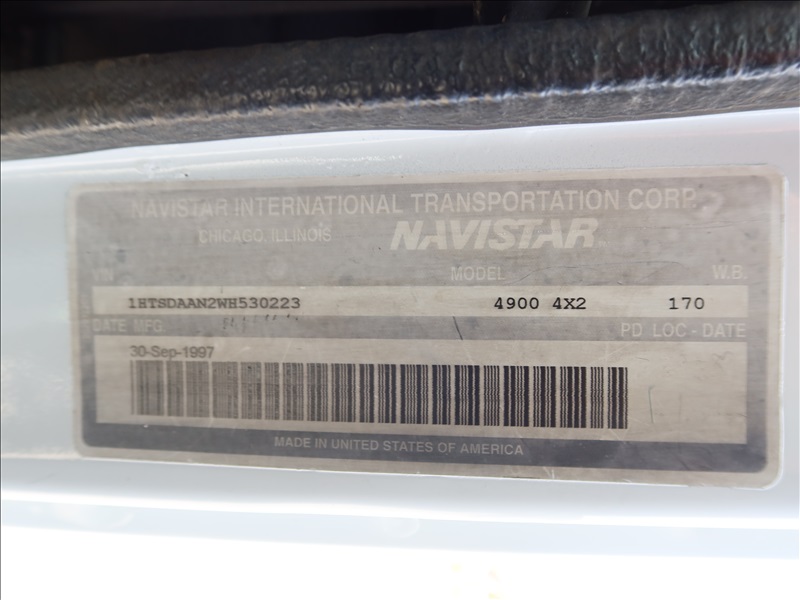 NAVISTAR INTERNATIONAL TRANSPORTATION CORP.
CHICAGO, ILLINOIS NAVISTAR
VIN MODEL W.B.
1HTSDAAN2WH530223 4900 4X2 170
DATE MFG. PD LOC - DATE
30-Sep-1997
MADE IN UNITED STATES OF AMERICA